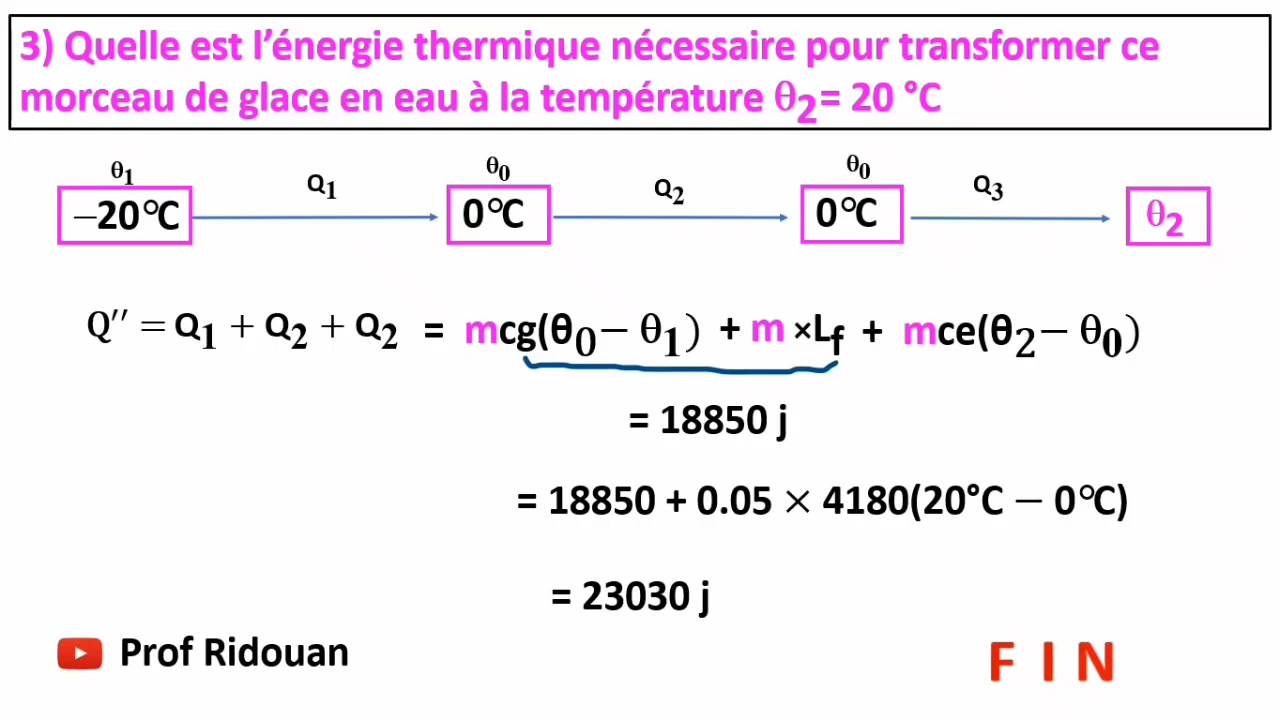 3) Quelle est l’énergie thermique nécessaire pour transformer ce
morceau de glace en eau à la température θ₂= 20 °C
θ₁ Q₁ θ₀ Q₂ θ₀ Q₃
−20°C 0°C 0°C θ₂
Q′′ = Q₁ + Q₂ + Q₂ = mcg(θ₀− θ₁) + m ×Lf + mce(θ₂− θ₀)
= 18850 j
= 18850 + 0.05 × 4180(20°C − 0°C)
= 23030 j
Prof Ridouan
F I N